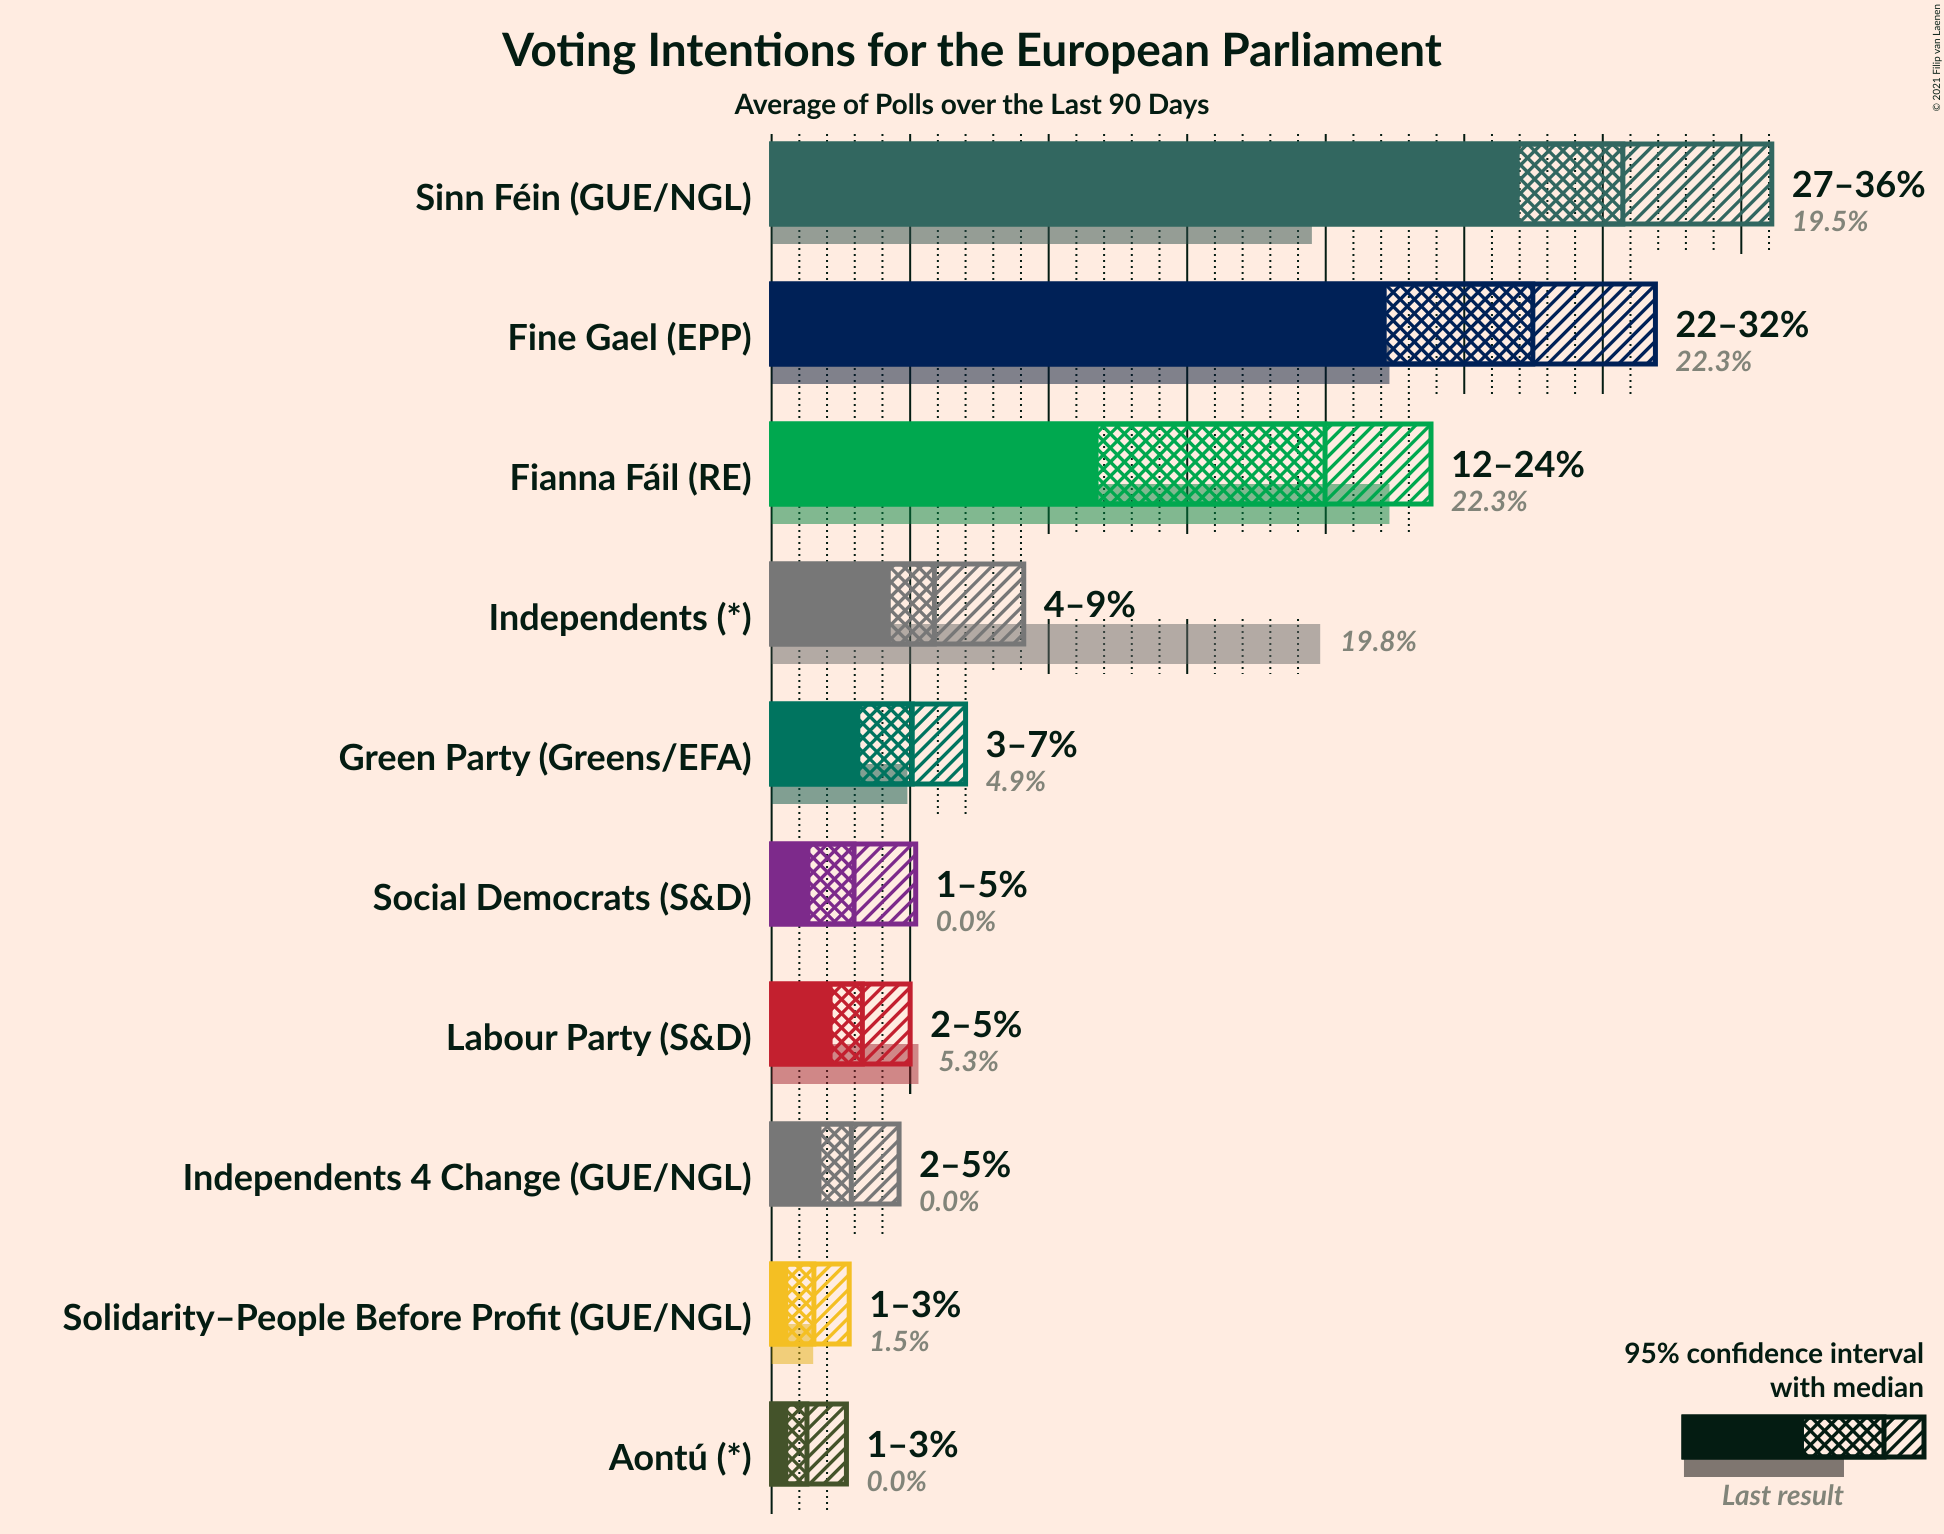 Voting Intentions for the European Parliament
Average of Polls over the Last 90 Days
© 2021 Filip van Laenen
Sinn Féin (GUE/NGL)
27–36%
19.5%
Fine Gael (EPP)
22–32%
22.3%
Fianna Fáil (RE)
12–24%
22.3%
Independents (*)
4–9%
19.8%
Green Party (Greens/EFA)
3–7%
4.9%
Social Democrats (S&D)
1–5%
0.0%
Labour Party (S&D)
2–5%
5.3%
Independents 4 Change (GUE/NGL)
2–5%
0.0%
Solidarity–People Before Profit (GUE/NGL)
1–3%
1.5%
Aontú (*)
1–3%
0.0%
95% confidence interval
with median
Last result